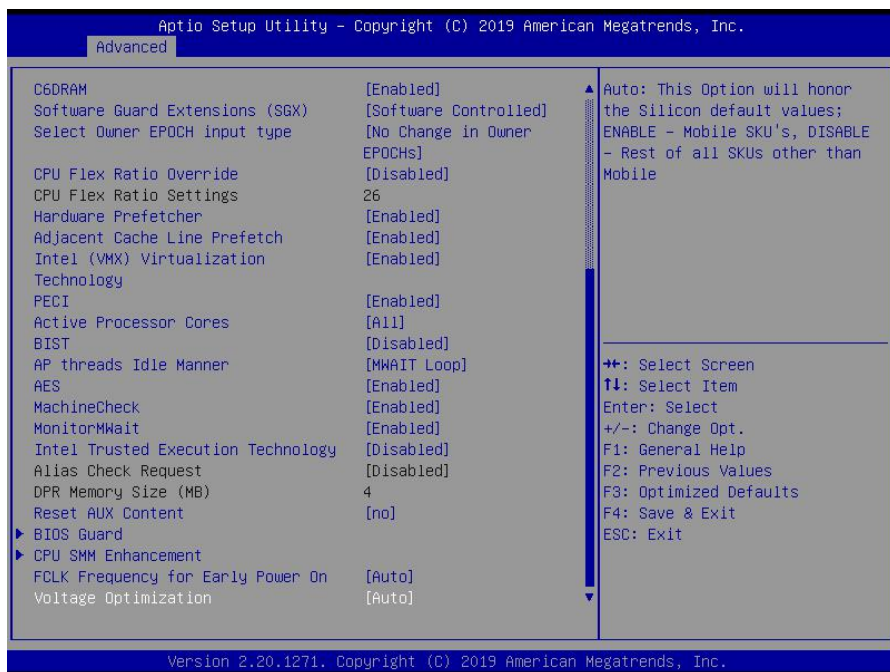 Aptio Setup Utility – Copyright (C) 2019 American Megatrends, Inc.
Advanced
C6DRAM [Enabled]
Software Guard Extensions (SGX) [Software Controlled]
Select Owner EPOCH input type [No Change in Owner
EPOCHs]
CPU Flex Ratio Override [Disabled]
CPU Flex Ratio Settings 26
Hardware Prefetcher [Enabled]
Adjacent Cache Line Prefetch [Enabled]
Intel (VMX) Virtualization [Enabled]
Technology
PECI [Enabled]
Active Processor Cores [All]
BIST [Disabled]
AP threads Idle Manner [MWAIT Loop]
AES [Enabled]
MachineCheck [Enabled]
MonitorMWait [Enabled]
Intel Trusted Execution Technology [Disabled]
Alias Check Request [Disabled]
DPR Memory Size (MB) 4
Reset AUX Content [no]
BIOS Guard
CPU SMM Enhancement
FCLK Frequency for Early Power On [Auto]
Voltage Optimization [Auto]
Auto: This Option will honor
the Silicon default values;
ENABLE – Mobile SKU's, DISABLE
– Rest of all SKUs other than
Mobile
→←: Select Screen
↑↓: Select Item
Enter: Select
+/-: Change Opt.
F1: General Help
F2: Previous Values
F3: Optimized Defaults
F4: Save & Exit
ESC: Exit
Version 2.20.1271. Copyright (C) 2019 American Megatrends, Inc.